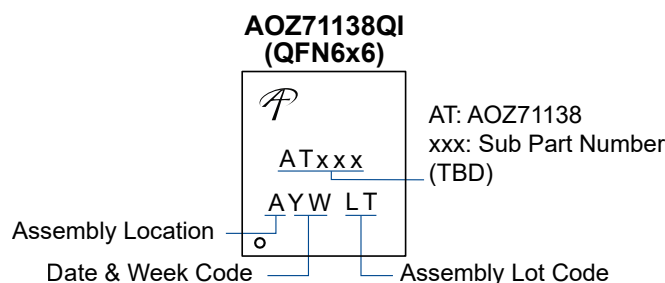 AOZ71138QI
(QFN6x6)
AT: AOZ71138
xxx: Sub Part Number
(TBD)
ATxxx
AYW LT
Assembly Location
Date & Week Code
Assembly Lot Code